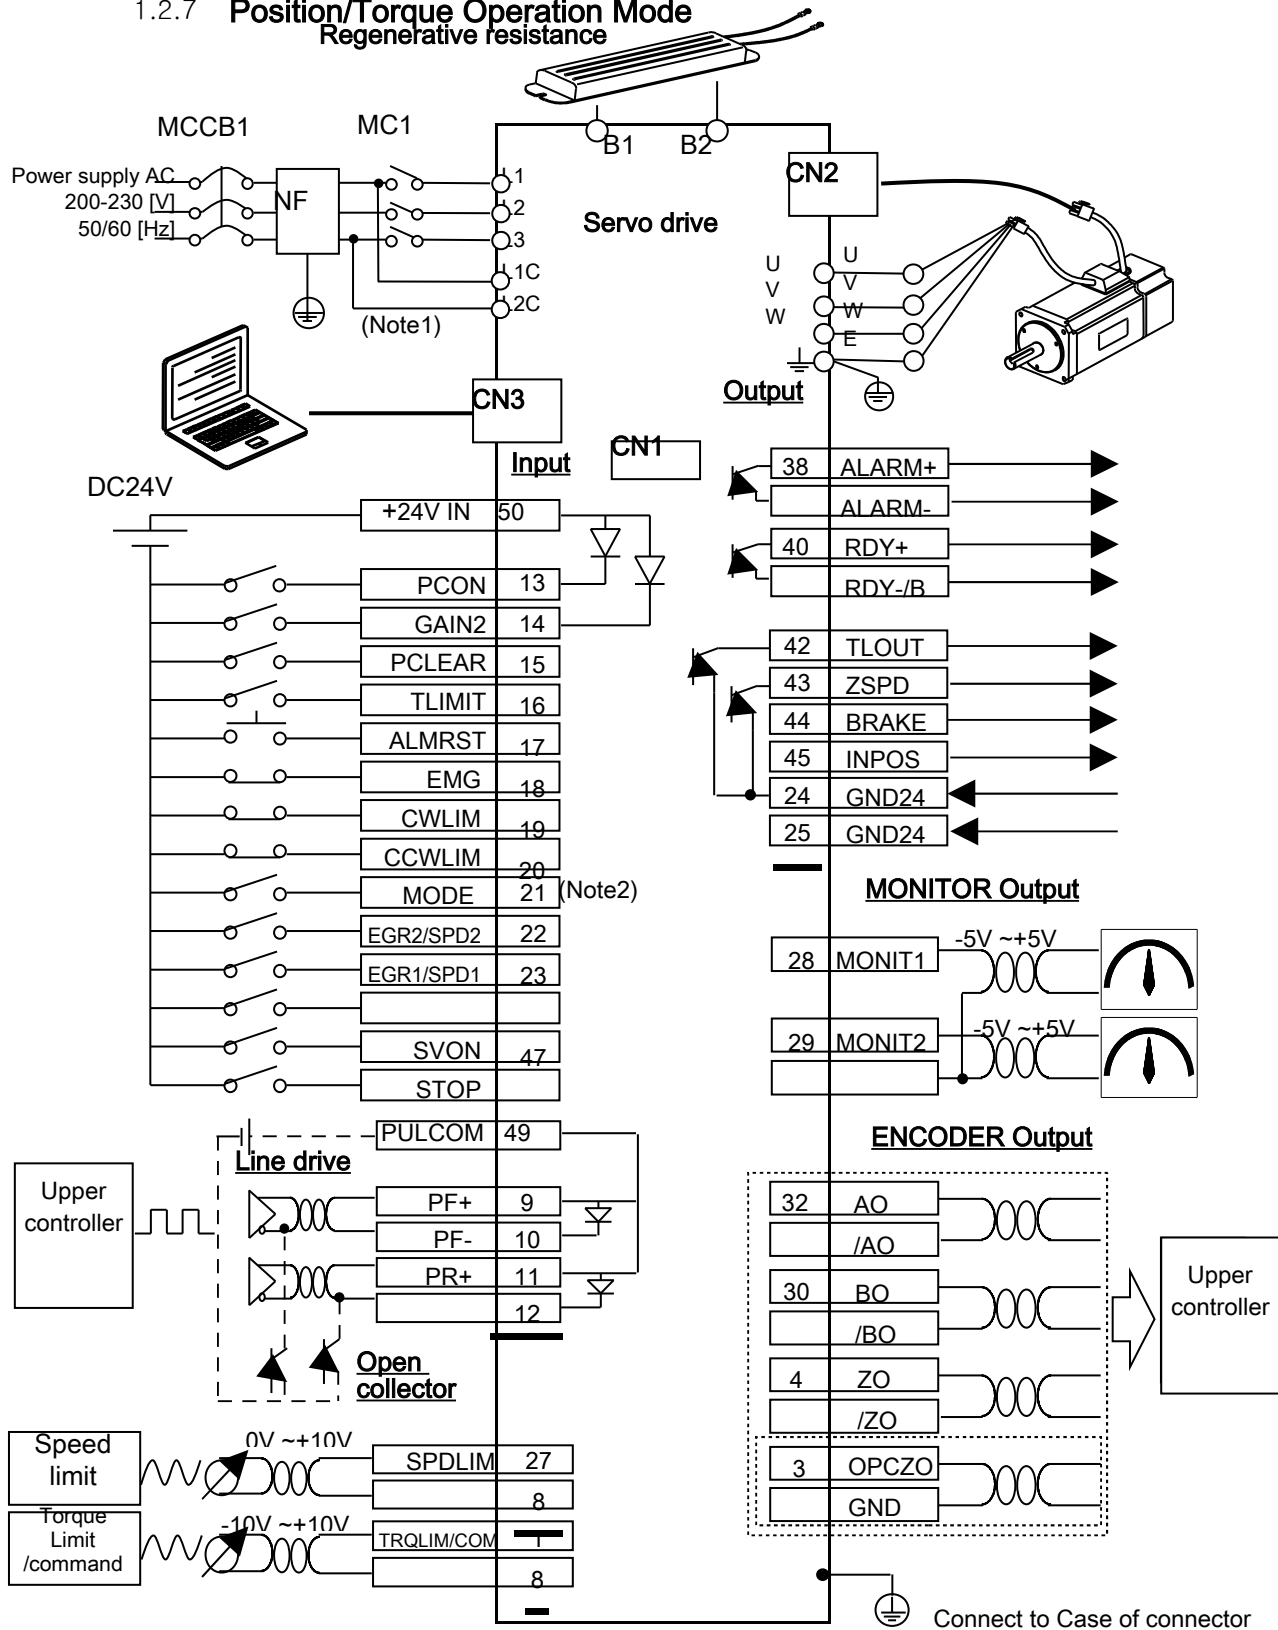 1.2.7 Position/Torque Operation Mode
Regenerative resistance
MCCB1
MC1
B1
B2
Power supply AC
200-230 [V]
50/60 [Hz]
NF
L1
L2
L3
L1C
L2C
(Note1)
Servo drive
CN2
U
V
W
U
V
W
E
CN3
Output
Input
CN1
DC24V
+24V IN 50
PCON 13
GAIN2 14
PCLEAR 15
TLIMIT 16
ALMRST 17
EMG 18
CWLIM 19
CCWLIM 20
MODE 21 (Note2)
EGR2/SPD2 22
EGR1/SPD1 23
SVON 47
STOP
38 ALARM+
ALARM-
40 RDY+
RDY-/B
42 TLOUT
43 ZSPD
44 BRAKE
45 INPOS
24 GND24
25 GND24
MONITOR Output
28 MONIT1
-5V ~+5V
29 MONIT2
-5V ~+5V
PULCOM 49
Line drive
Upper
controller
PF+ 9
PF- 10
PR+ 11
12
Open
collector
ENCODER Output
32 AO
/AO
30 BO
/BO
4 ZO
/ZO
3 OPCZO
GND
Upper
controller
Speed
limit
0V ~+10V
SPDLIM 27
8
Torque
Limit
/command
-10V ~+10V
TRQLIM/COM 1
8
Connect to Case of connector